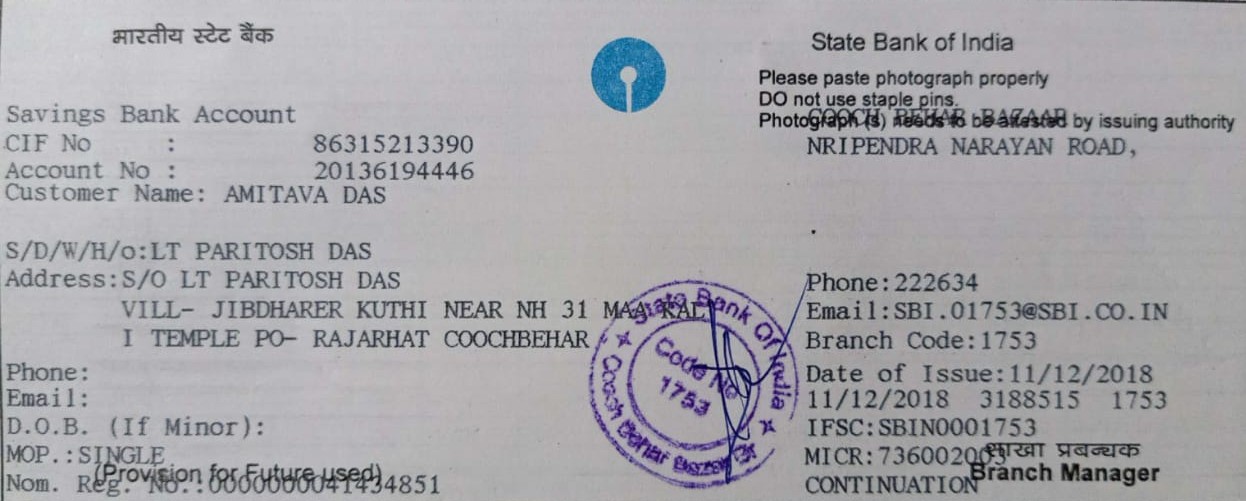 भारतीय स्टेट बैंक
State Bank of India
Please paste photograph properly
DO not use staple pins.
Photograph (s) needs to be attested by issuing authority
COOCH BEHAR BAZAAR
NRIPENDRA NARAYAN ROAD,
Savings Bank Account
CIF No : 86315213390
Account No : 20136194446
Customer Name: AMITAVA DAS
S/D/W/H/o:LT PARITOSH DAS
Address:S/O LT PARITOSH DAS
VILL- JIBDHARER KUTHI NEAR NH 31 MAA KAL
I TEMPLE PO- RAJARHAT COOCHBEHAR
Phone:
Email:
D.O.B. (If Minor):
MOP.:SINGLE
(Provision for Future used)
Nom. Reg. No.:0000000041434851
State Bank Of India
Code No
1753
Cooch Behar Bazar Br
Phone:222634
Email:SBI.01753@SBI.CO.IN
Branch Code:1753
Date of Issue:11/12/2018
11/12/2018 3188515 1753
IFSC:SBIN0001753
MICR:736002003
शाखा प्रबन्धक
Branch Manager
CONTINUATION